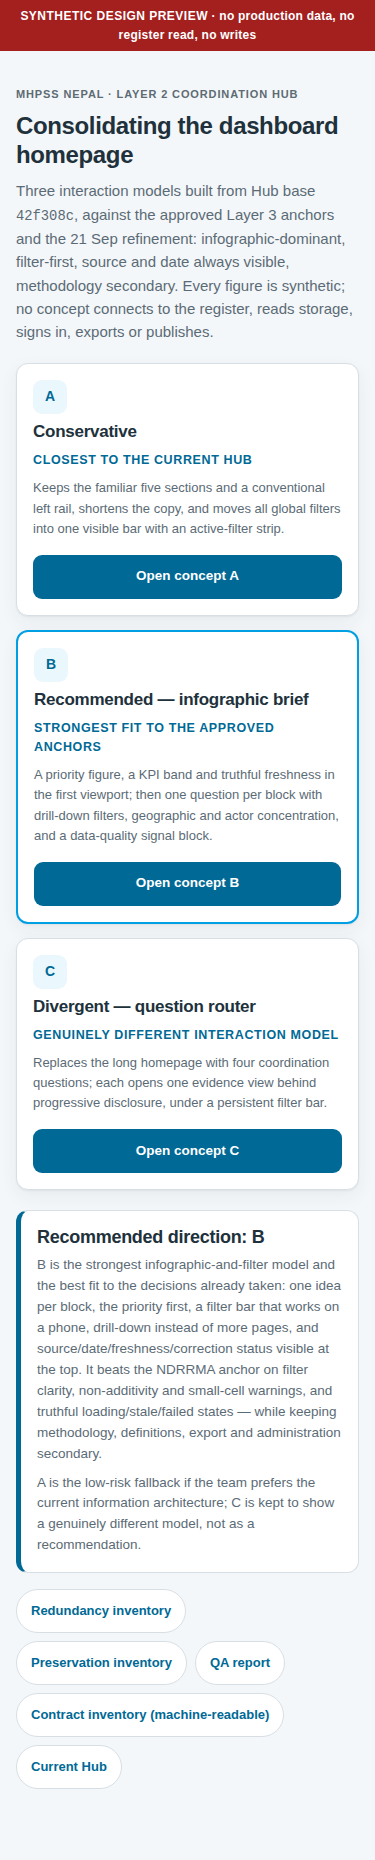 SYNTHETIC DESIGN PREVIEW · no production data, no
register read, no writes
MHPSS NEPAL · LAYER 2 COORDINATION HUB
Consolidating the dashboard
homepage
Three interaction models built from Hub base
42f308c, against the approved Layer 3 anchors
and the 21 Sep refinement: infographic-dominant,
filter-first, source and date always visible,
methodology secondary. Every figure is synthetic;
no concept connects to the register, reads storage,
signs in, exports or publishes.
A
Conservative
CLOSEST TO THE CURRENT HUB
Keeps the familiar five sections and a conventional
left rail, shortens the copy, and moves all global filters
into one visible bar with an active-filter strip.
Open concept A
B
Recommended — infographic brief
STRONGEST FIT TO THE APPROVED
ANCHORS
A priority figure, a KPI band and truthful freshness in
the first viewport; then one question per block with
drill-down filters, geographic and actor concentration,
and a data-quality signal block.
Open concept B
C
Divergent — question router
GENUINELY DIFFERENT INTERACTION MODEL
Replaces the long homepage with four coordination
questions; each opens one evidence view behind
progressive disclosure, under a persistent filter bar.
Open concept C
Recommended direction: B
B is the strongest infographic-and-filter model and
the best fit to the decisions already taken: one idea
per block, the priority first, a filter bar that works on
a phone, drill-down instead of more pages, and
source/date/freshness/correction status visible at
the top. It beats the NDRRMA anchor on filter
clarity, non-additivity and small-cell warnings, and
truthful loading/stale/failed states — while keeping
methodology, definitions, export and administration
secondary.
A is the low-risk fallback if the team prefers the
current information architecture; C is kept to show
a genuinely different model, not as a
recommendation.
Redundancy inventory
Preservation inventory
QA report
Contract inventory (machine-readable)
Current Hub